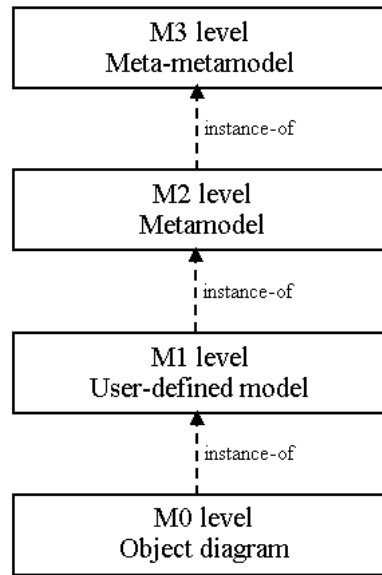 M3 level
Meta-metamodel
instance-of
M2 level
Metamodel
instance-of
M1 level
User-defined model
instance-of
M0 level
Object diagram